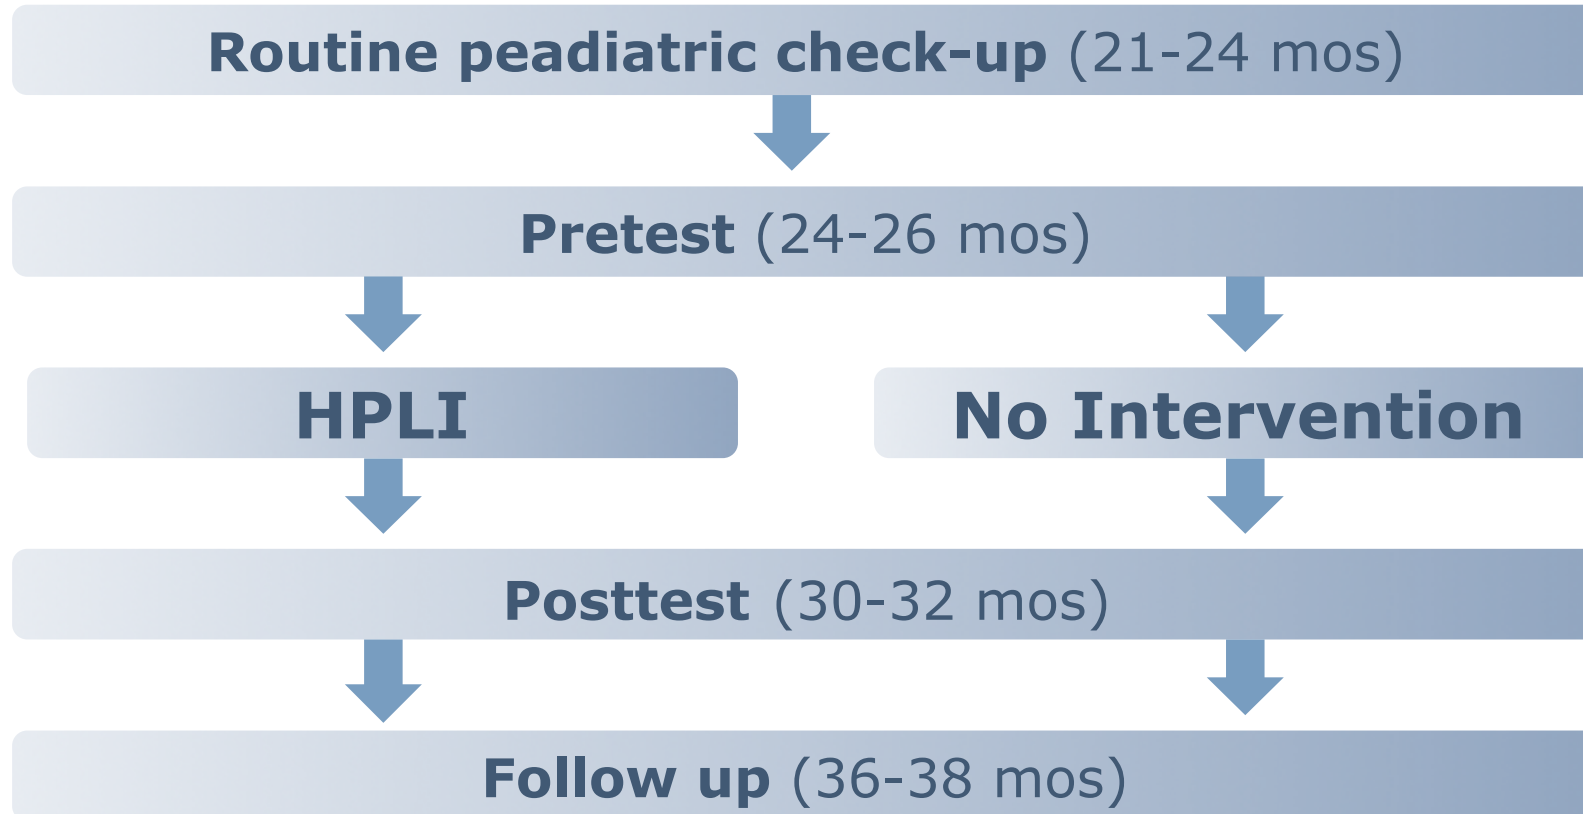 Routine peadiatric check-up (21-24 mos)
Pretest (24-26 mos)
HPLI
No Intervention
Posttest (30-32 mos)
Follow up (36-38 mos)